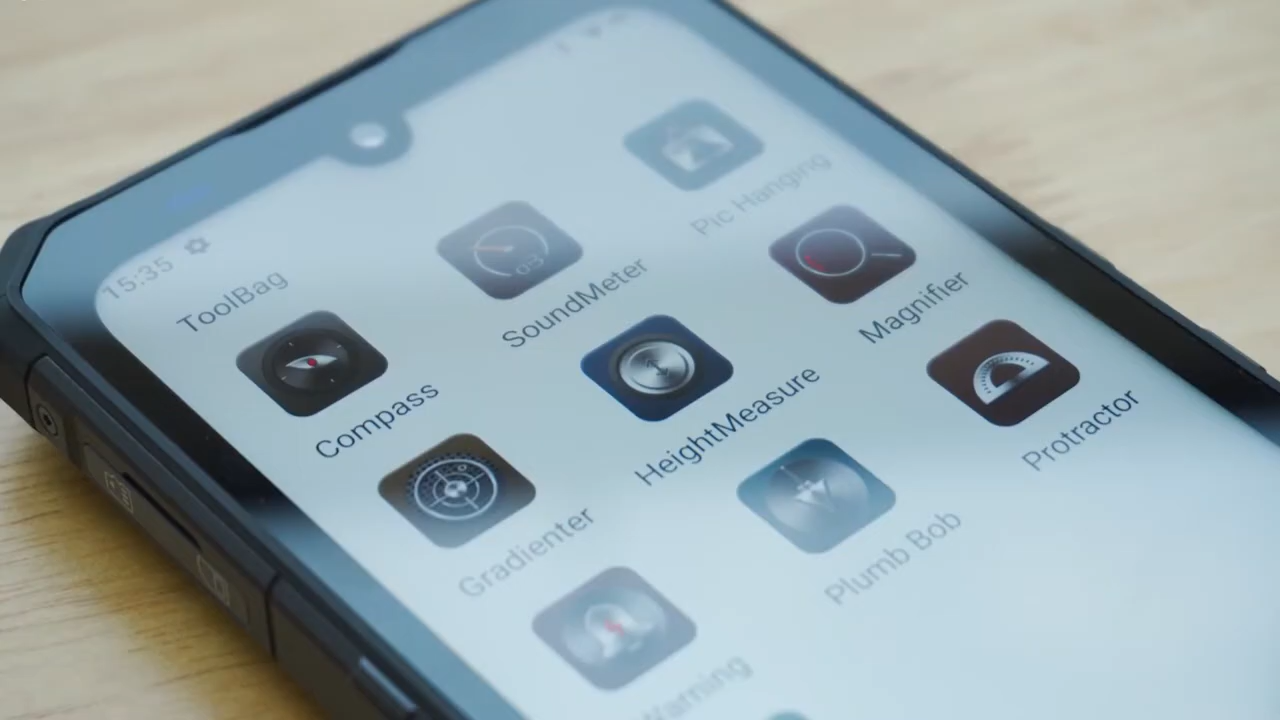 15:35
ToolBag
Compass
SoundMeter
Pic Hanging
Gradienter
HeightMeasure
Magnifier
Plumb Bob
Protractor